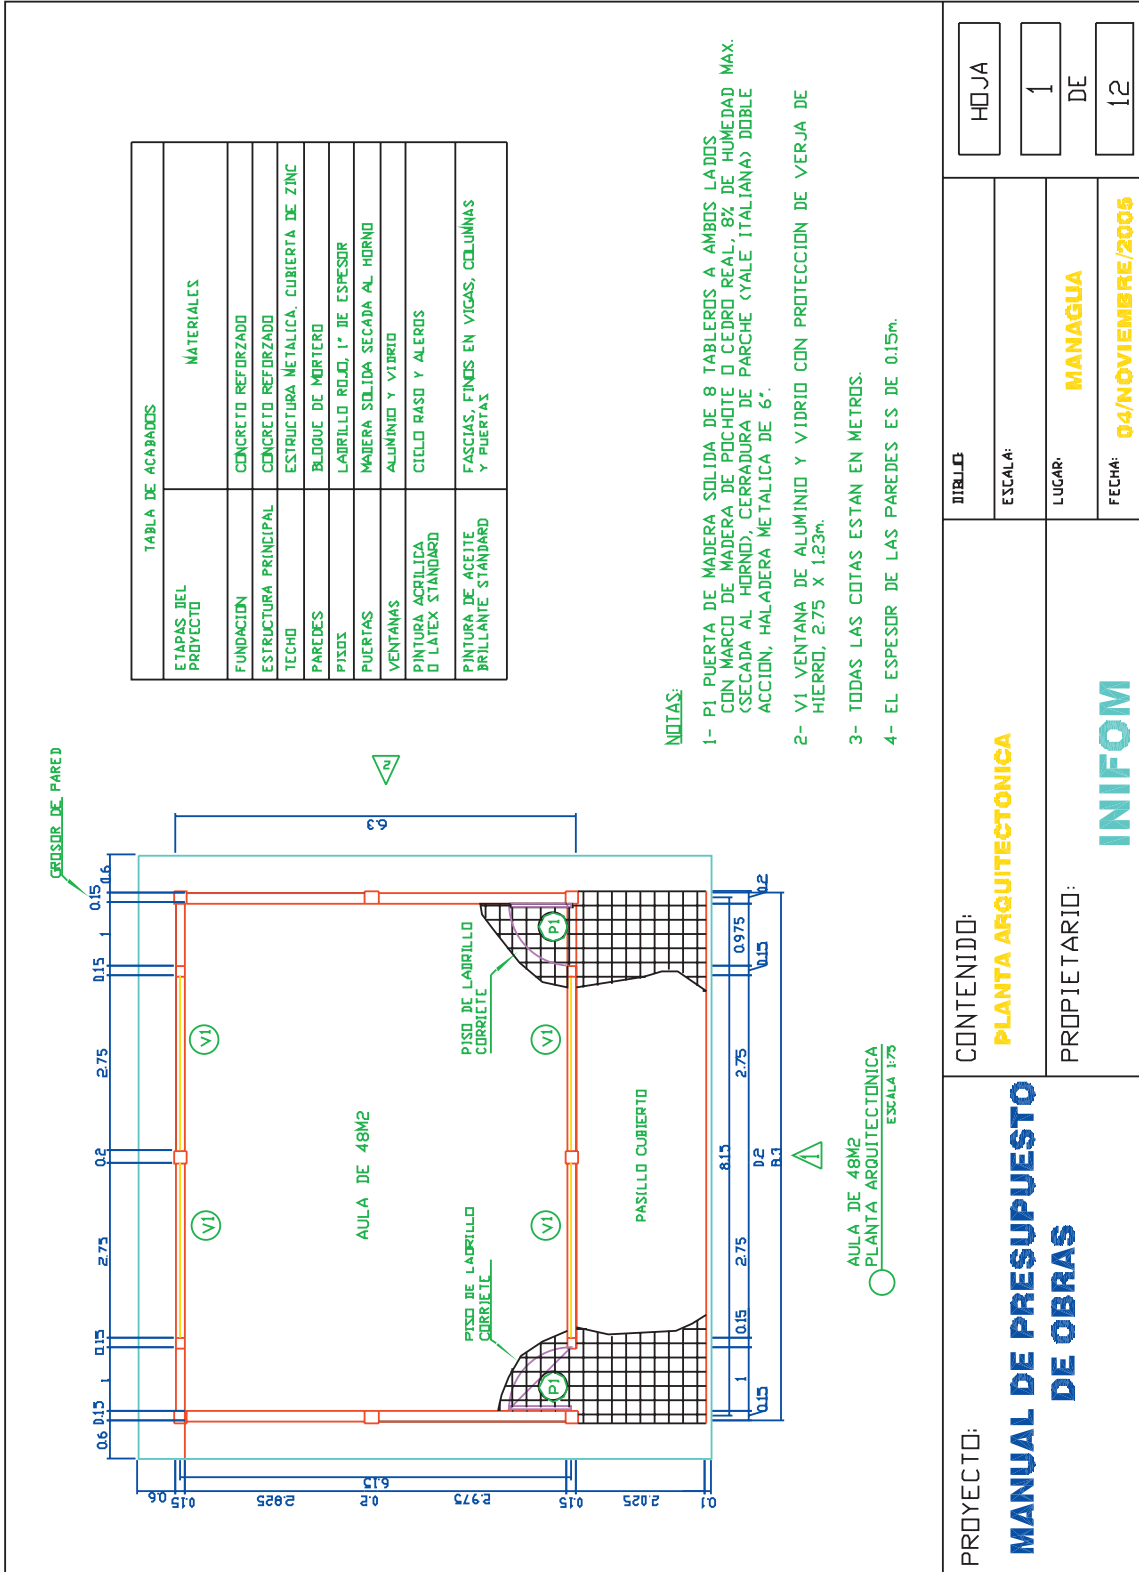 GROSOR DE PARED
0.6
0.15
1
0.15
2.75
0.2
2.75
0.15
1
0.15
0.6
6.3
2
V1
V1
AULA DE 48M2
PISO DE LADRILLO
CORRIETE
PISO DE LADRILLO
CORRIETE
P1
V1
V1
P1
PASILLO CUBIERTO
0.6
0.15
2.825
0.2
2.975
0.15
2.025
0.1
6.15
8.15
0.15
1
0.15
2.75
0.2
2.75
0.15
0.975
0.2
8.3
1
AULA DE 48M2
PLANTA ARQUITECTONICA
ESCALA 1:75
TABLA DE ACABADOS
ETAPAS DEL
PROYECTO
MATERIALES
FUNDACION
CONCRETO REFORZADO
ESTRUCTURA PRINCIPAL
CONCRETO REFORZADO
TECHO
ESTRUCTURA METALICA. CUBIERTA DE ZINC
PAREDES
BLOQUE DE MORTERO
PISOS
LADRILLO ROJO, 1" DE ESPESOR
PUERTAS
MADERA SOLIDA SECADA AL HORNO
VENTANAS
ALUMINIO Y VIDRIO
PINTURA ACRILICA
O LATEX STANDARD
CIELO RASO Y ALEROS
PINTURA DE ACEITE
BRILLANTE STANDARD
FASCIAS, FINOS EN VIGAS, COLUMNAS
Y PUERTAS
NOTAS:
1- P1 PUERTA DE MADERA SOLIDA DE 8 TABLEROS A AMBOS LADOS
CON MARCO DE MADERA DE POCHOTE O CEDRO REAL, 8% DE HUMEDAD MAX.
(SECADA AL HORNO), CERRADURA DE PARCHE (YALE ITALIANA) DOBLE
ACCION, HALADERA METALICA DE 6".
2- V1 VENTANA DE ALUMINIO Y VIDRIO CON PROTECCION DE VERJA DE
HIERRO, 2.75 X 1.23m.
3- TODAS LAS COTAS ESTAN EN METROS.
4- EL ESPESOR DE LAS PAREDES ES DE 0.15m.
PROYECTO:
MANUAL DE PRESUPUESTO
DE OBRAS
CONTENIDO:
PLANTA ARQUITECTONICA
PROPIETARIO:
INIFOM
DIBUJO:
ESCALA:
LUGAR:
MANAGUA
FECHA:
04/NOVIEMBRE/2005
HOJA
1
DE
12